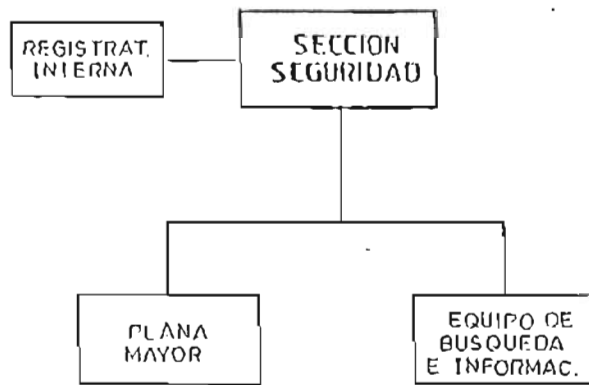 REGISTRAT.
INTERNA
SECCION
SEGURIDAD
PLANA
MAYOR
EQUIPO DE
BUSQUEDA
E INFORMAC.